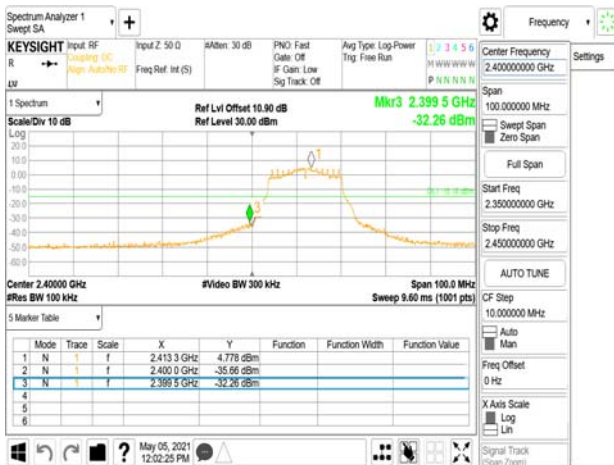 Spectrum Analyzer 1
Swept SA
Frequency
KEYSIGHT Input: RF Input Z: 50 Ω #Atten: 30 dB PNO: Fast Avg Type: Log-Power 1 2 3 4 5 6
R Coupling: DC Gate: Off Trig: Free Run M W W W W W
Align: Auto/No RF Freq Ref: Int (S) IF Gain: Low
Sig Track: Off P N N N N N
Center Frequency
2.400000000 GHz
Settings
Span
100.000000 MHz
Swept Span
Zero Span
Full Span
Start Freq
2.350000000 GHz
Stop Freq
2.450000000 GHz
AUTO TUNE
CF Step
10.000000 MHz
Auto
Man
Freq Offset
0 Hz
X Axis Scale
Log
Lin
Signal Track
(Span Zoom)
1 Spectrum
Ref Lvl Offset 10.90 dB Mkr3 2.399 5 GHz
Scale/Div 10 dB Ref Level 30.00 dBm -32.26 dBm
Log
20.0
10.0
0.00
-10.0
-20.0
-30.0
-40.0
-50.0
-60.0
1
3
Center 2.40000 GHz #Video BW 300 kHz Span 100.0 MHz
#Res BW 100 kHz Sweep 9.60 ms (1001 pts)
5 Marker Table
Mode Trace Scale X Y Function Function Width Function Value
1 N 1 f 2.413 3 GHz 4.778 dBm
2 N 1 f 2.400 0 GHz -35.66 dBm
3 N 1 f 2.399 5 GHz -32.26 dBm
4
5
6
May 05, 2021
12:02:25 PM